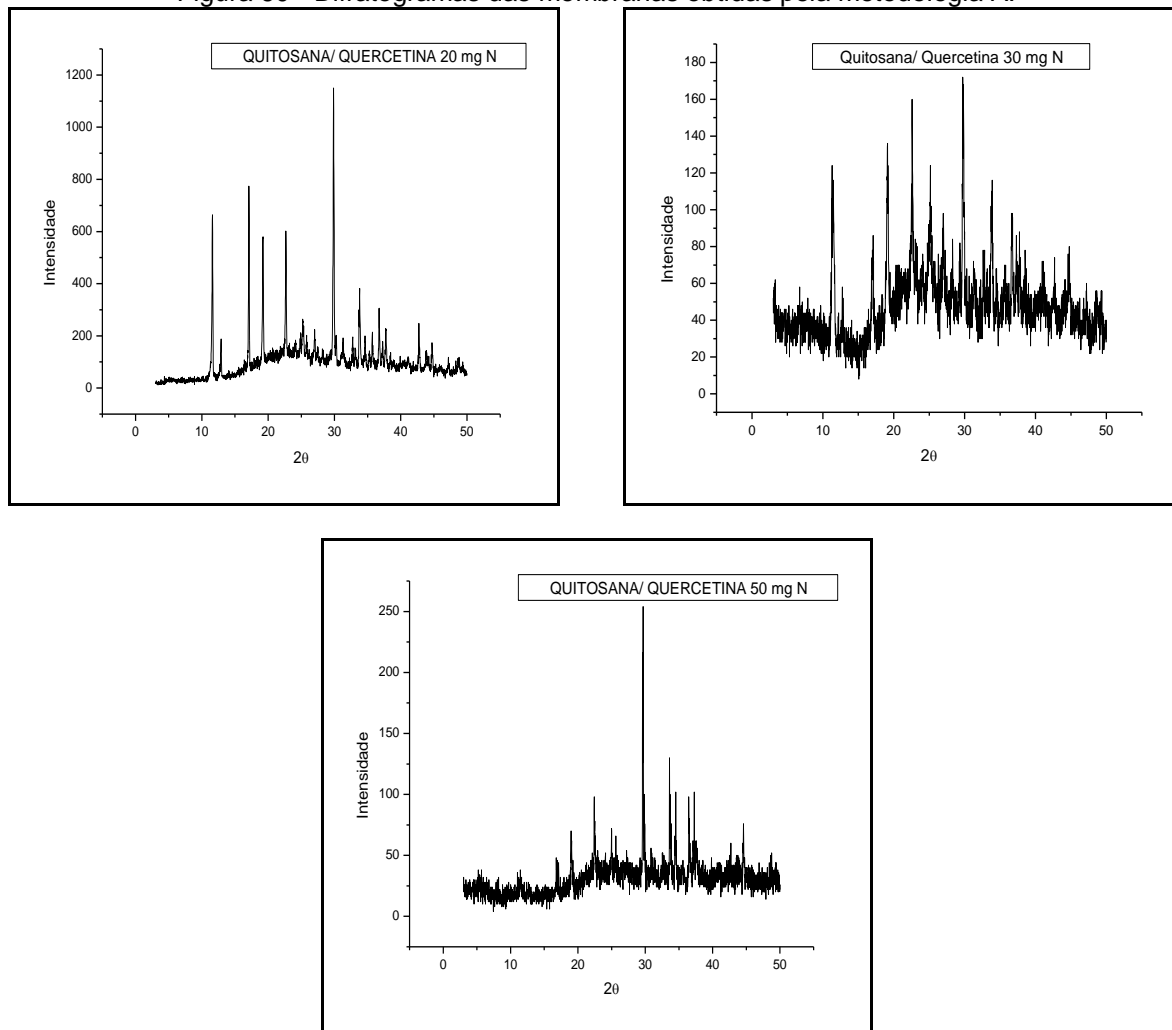 Figura - Difratogramas das membranas obtidas pela metodologia A.
QUITOSANA/ QUERCETINA 20 mg N
1200
1000
800
600
400
200
0
Intensidade
0 10 20 30 40 50
2θ
Quitosana/ Quercetina 30 mg N
180
160
140
120
100
80
60
40
20
0
Intensidade
0 10 20 30 40 50
2θ
QUITOSANA/ QUERCETINA 50 mg N
250
200
150
100
50
0
Intensidade
0 10 20 30 40 50
2θ